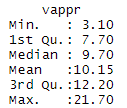 vappr
Min.   : 3.10
1st Qu.: 7.70
Median : 9.70
Mean   :10.15
3rd Qu.:12.20
Max.   :21.70